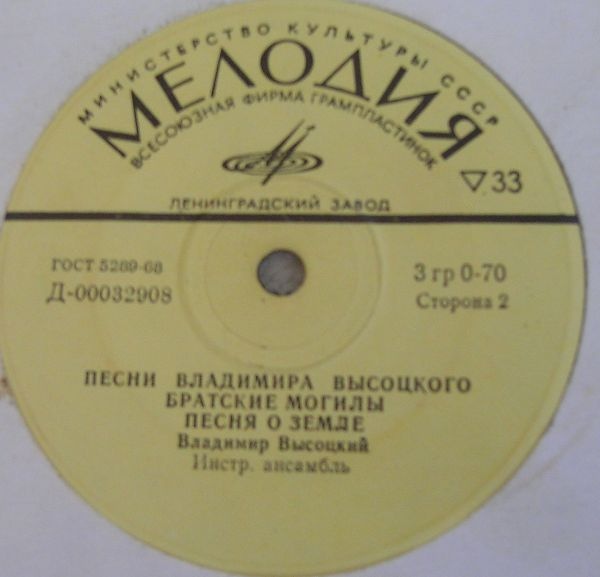 МИНИСТЕРСТВО КУЛЬТУРЫ СССР
МЕЛОДИЯ
ВСЕСОЮЗНАЯ ФИРМА ГРАМПЛАСТИНОК
▽33
ЛЕНИНГРАДСКИЙ ЗАВОД
ГОСТ 5289-68
Д-00032908
3 гр 0-70
Сторона 2
ПЕСНИ ВЛАДИМИРА ВЫСОЦКОГО
БРАТСКИЕ МОГИЛЫ
ПЕСНЯ О ЗЕМЛЕ
Владимир Высоцкий
Инстр. ансамбль